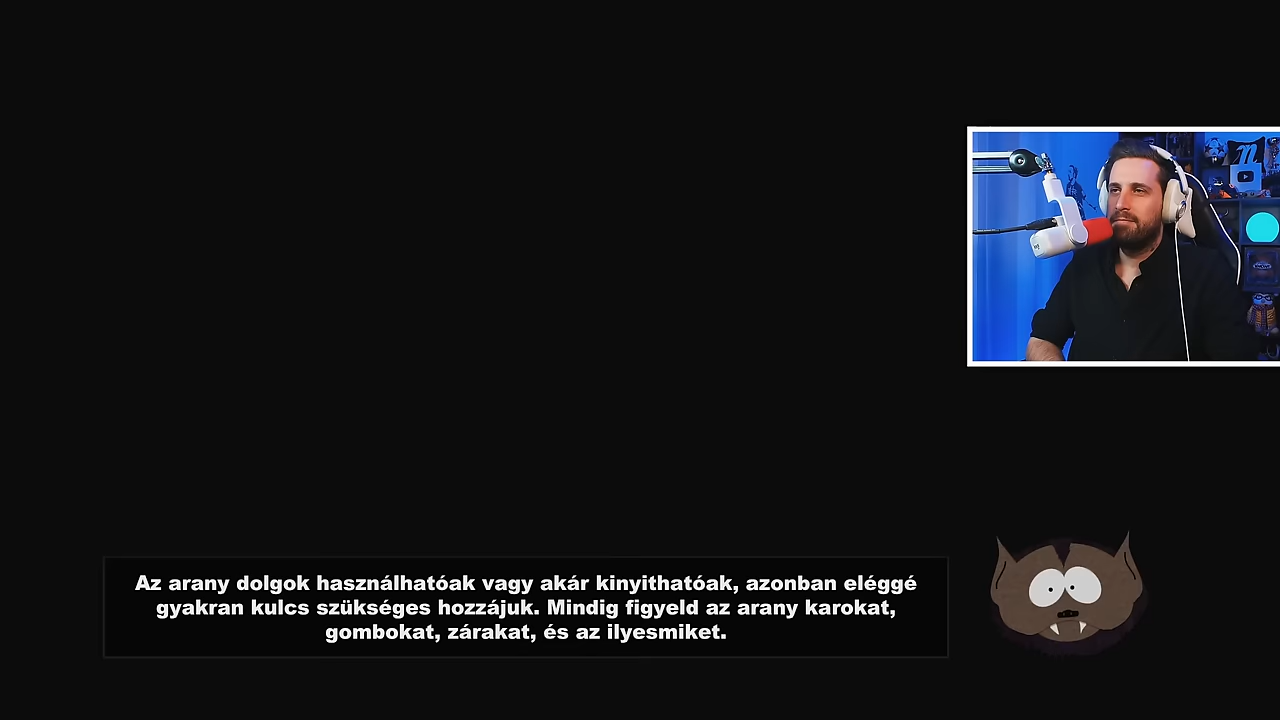 Az arany dolgok használhatóak vagy akár kinyithatóak, azonban eléggé
gyakran kulcs szükséges hozzájuk. Mindig figyeld az arany karokat,
gombokat, zárakat, és az ilyesmiket.